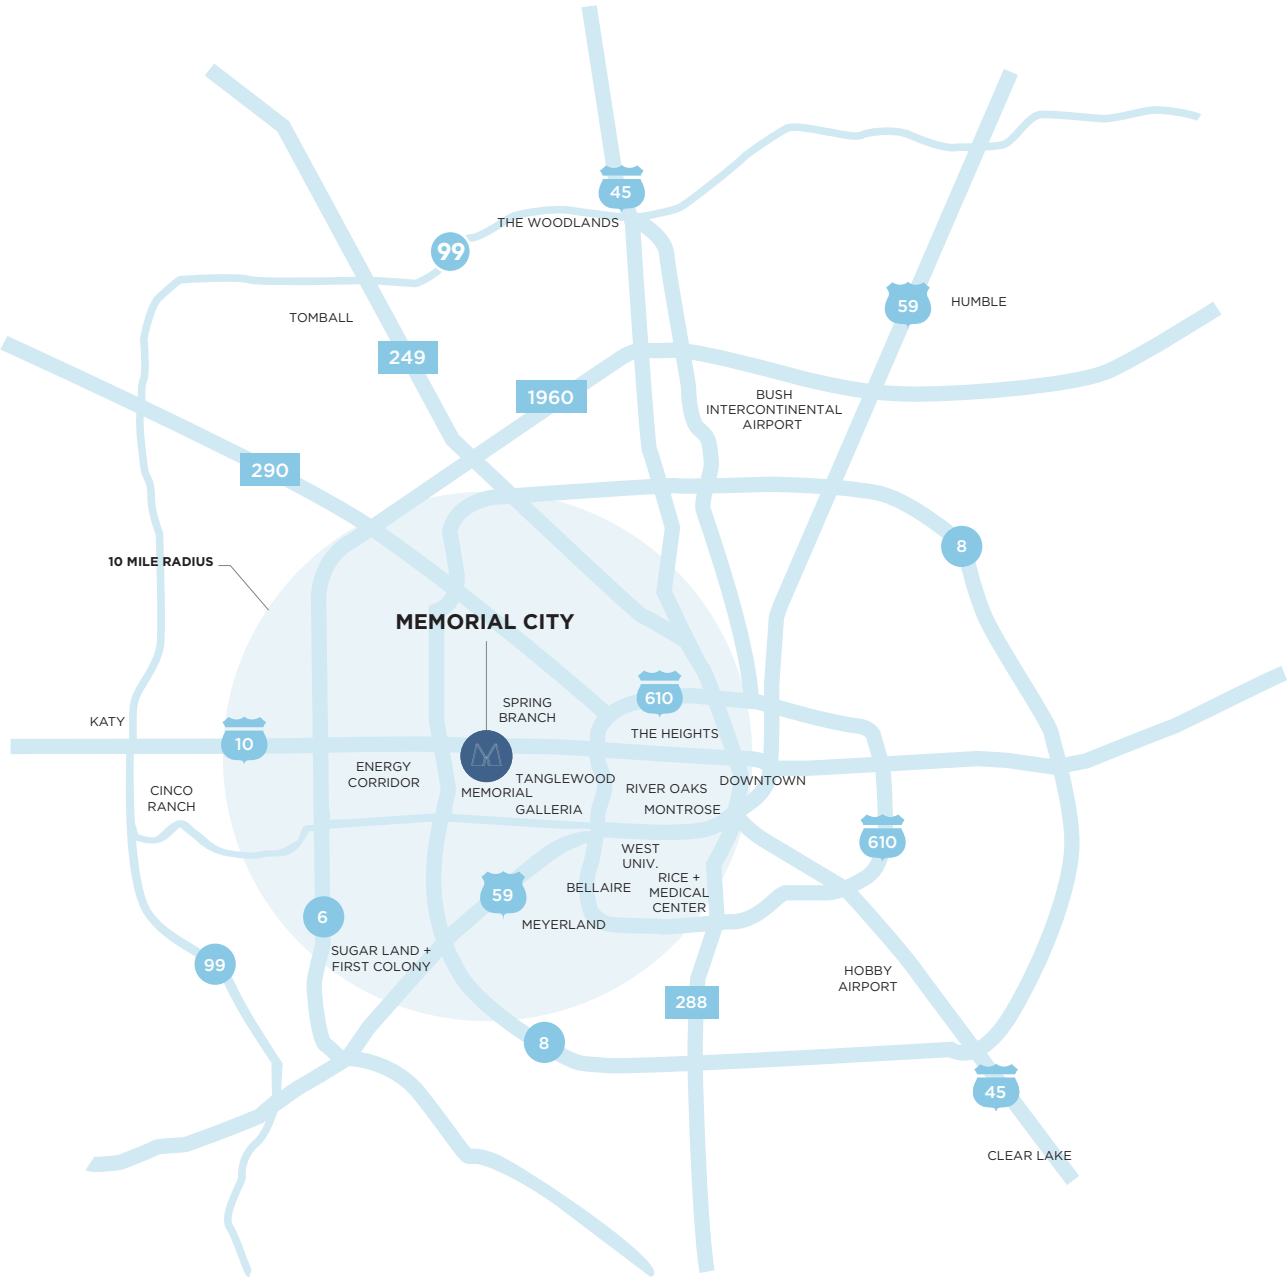 45
THE WOODLANDS
99
59
HUMBLE
TOMBALL
249
1960
BUSH
INTERCONTINENTAL
AIRPORT
290
8
10 MILE RADIUS
MEMORIAL CITY
610
SPRING
BRANCH
KATY
10
THE HEIGHTS
ENERGY
CORRIDOR
TANGLEWOOD
DOWNTOWN
CINCO
RANCH
MEMORIAL
RIVER OAKS
GALLERIA
MONTROSE
610
WEST
UNIV.
BELLAIRE
RICE +
MEDICAL
CENTER
59
6
MEYERLAND
SUGAR LAND +
FIRST COLONY
99
HOBBY
AIRPORT
288
8
45
CLEAR LAKE